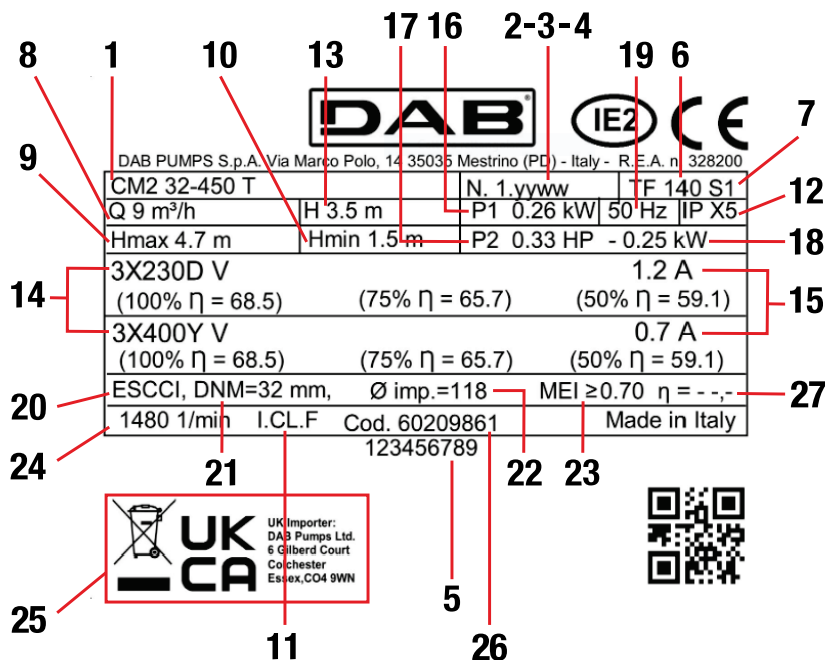 17 16 2-3-4
8 1 10 13 19 6
DAB IE2 CE
7
9
DAB PUMPS S.p.A. Via Marco Polo, 14 35035 Mestrino (PD) - Italy - R.E.A. n. 328200
CM2 32-450 T N. 1.yyww TF 140 S1
12
Q 9 m³/h H 3.5 m P1 0.26 kW 50 Hz IP X5
Hmax 4.7 m Hmin 1.5 m P2 0.33 HP - 0.25 kW
18
3X230D V 1.2 A
14 15
(100% η = 68.5) (75% η = 65.7) (50% η = 59.1)
3X400Y V 0.7 A
(100% η = 68.5) (75% η = 65.7) (50% η = 59.1)
20 ESCCI, DNM=32 mm, Ø imp.=118 MEI ≥0.70 η = - -,- 27
24 1480 1/min I.CL.F Cod. 60209861 Made in Italy
123456789
21 22 23
UK
CA
UK Importer:
DAB Pumps Ltd.
6 Gilberd Court
Colchester
Essex,CO4 9WN
25 11 5 26